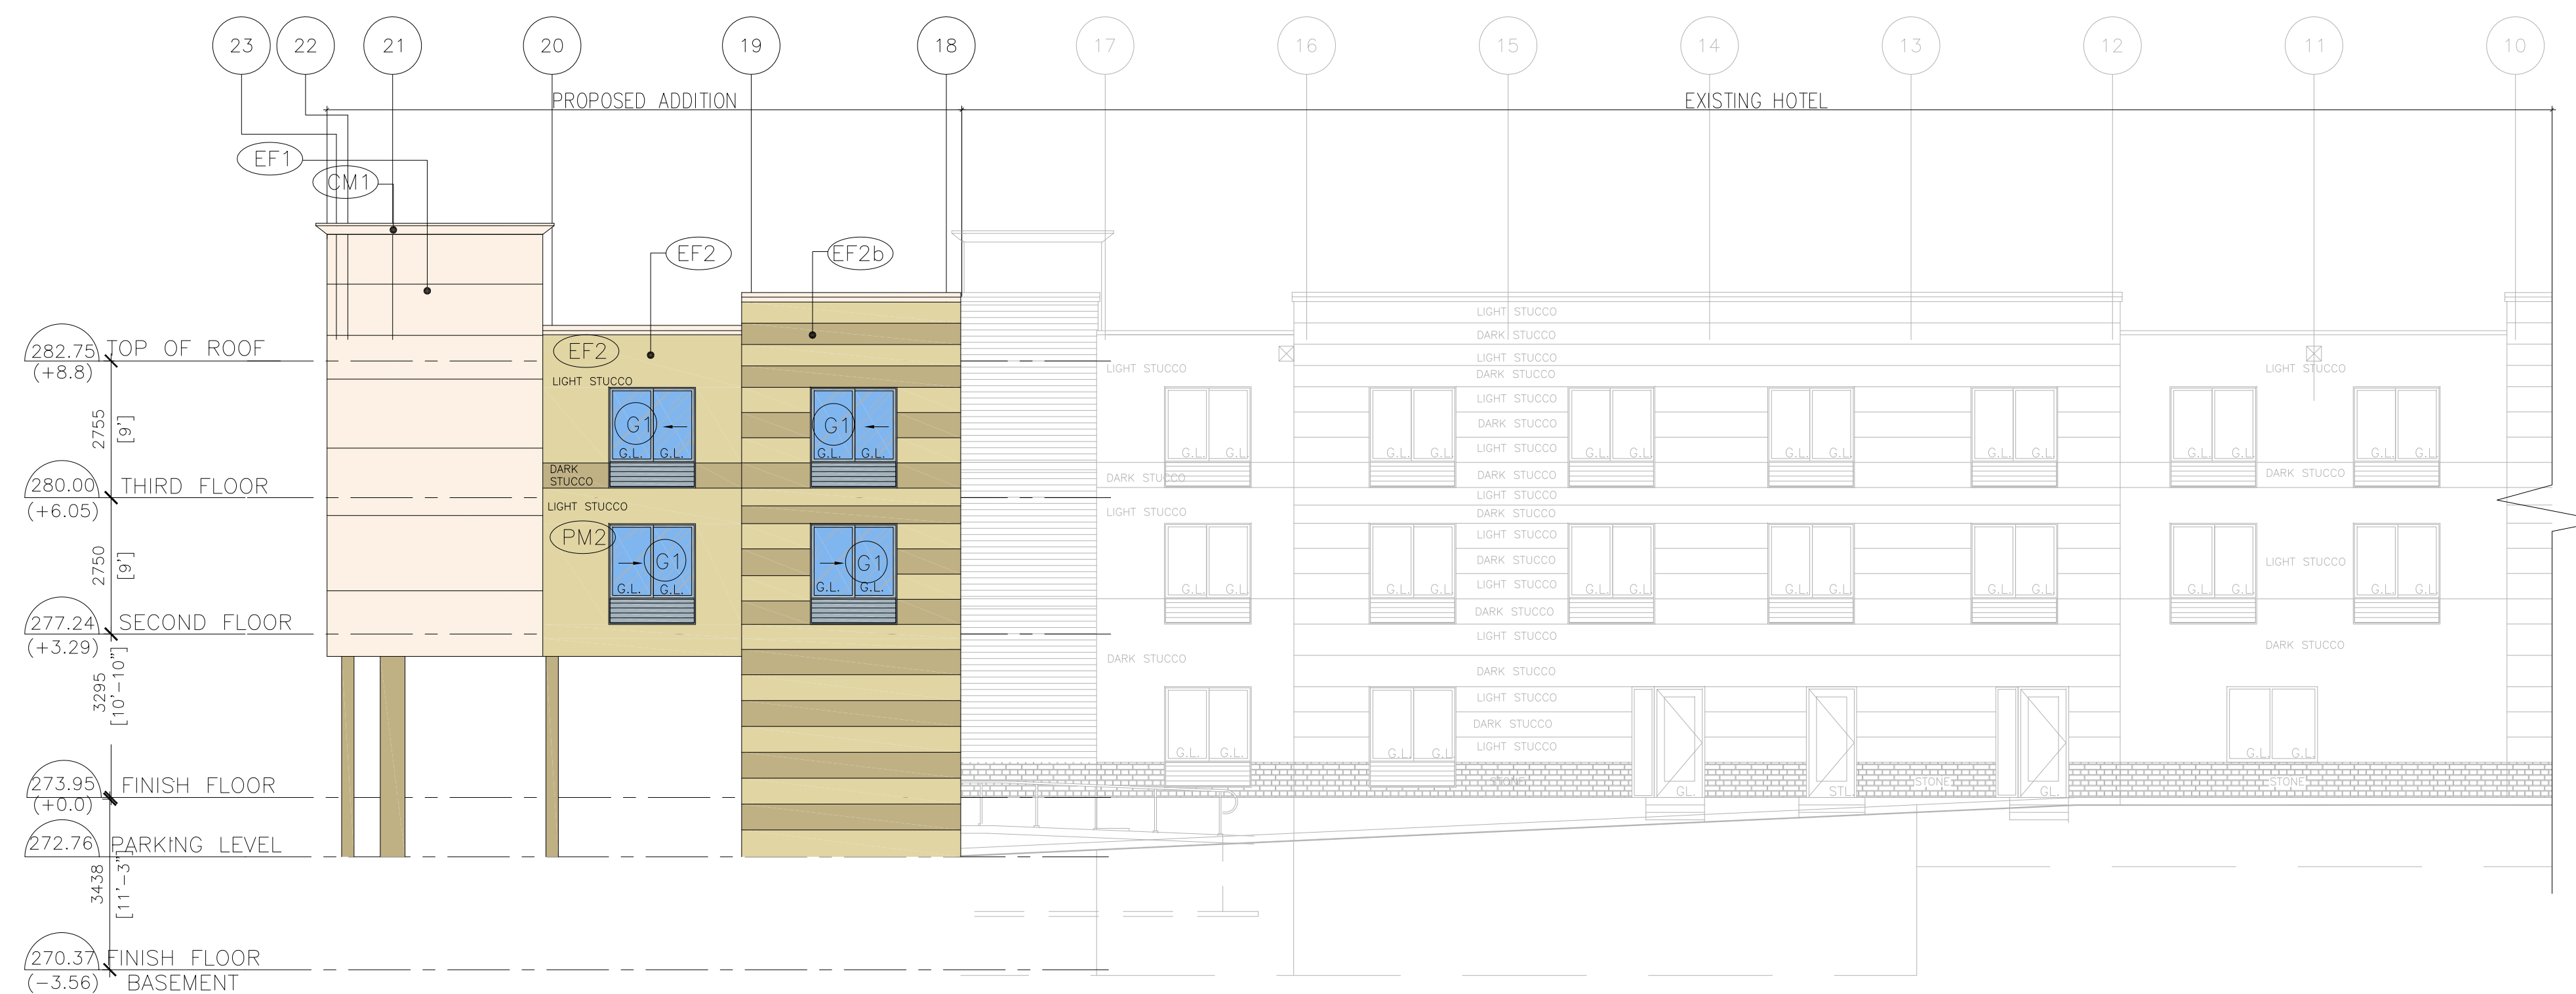 23 22 21 20 19 18 17 16 15 14 13 12 11 10
PROPOSED ADDITION
EXISTING HOTEL
EF1
CM1
EF2
EF2b
282.75 TOP OF ROOF
(+8.8)
2755
[9']
280.00 THIRD FLOOR
(+6.05)
2750
[9']
277.24 SECOND FLOOR
(+3.29)
3295
[10'-10"]
273.95 FINISH FLOOR
(+0.0)
272.76 PARKING LEVEL
3438
[11'-3"]
270.37 FINISH FLOOR
(-3.56) BASEMENT
EF2
LIGHT STUCCO
G1
G.L. G.L.
DARK
STUCCO
LIGHT STUCCO
PM2
G1
G.L. G.L.
G1
G.L. G.L.
G1
G.L. G.L.
LIGHT STUCCO
G.L. G.L.
DARK STUCCO
LIGHT STUCCO
G.L. G.L.
DARK STUCCO
G.L. G.L.
LIGHT STUCCO
DARK STUCCO
LIGHT STUCCO
DARK STUCCO
LIGHT STUCCO
DARK STUCCO
LIGHT STUCCO
G.L. G.L. G.L. G.L. G.L. G.L. G.L. G.L.
DARK STUCCO
LIGHT STUCCO
DARK STUCCO
LIGHT STUCCO
DARK STUCCO
LIGHT STUCCO
G.L. G.L. G.L. G.L. G.L. G.L. G.L. G.L.
DARK STUCCO
LIGHT STUCCO
DARK STUCCO
LIGHT STUCCO
DARK STUCCO
LIGHT STUCCO
G.L. G.L.
STONE
GL.
STL.
STONE
GL.
LIGHT STUCCO
G.L. G.L. G.L. G.L.
DARK STUCCO
LIGHT STUCCO
G.L. G.L. G.L. G.L.
DARK STUCCO
G.L. G.L.
STONE